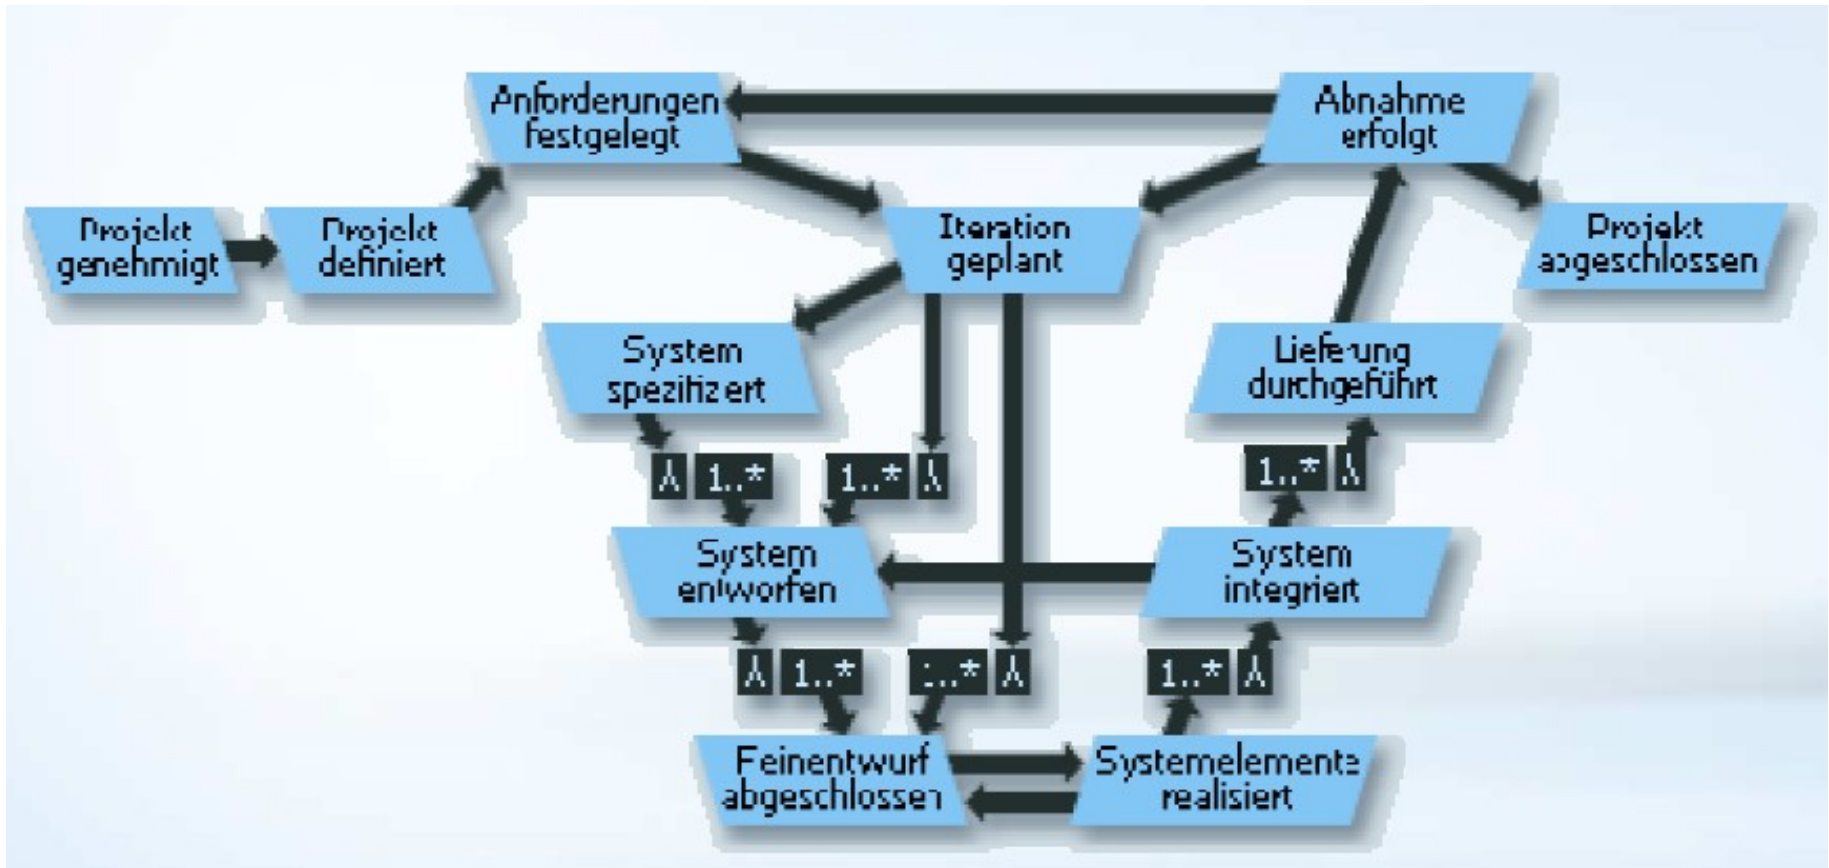 Anforderungen
festgelegt
Abnahme
erfolgt
Projekt
genehmigt
Projekt
definiert
Iteration
geplant
Projekt
abgeschlossen
System
spezifiziert
Lieferung
durchgeführt
1..*
1..*
1..*
System
entworfen
System
integriert
1..*
1..*
1..*
Feinentwurf
abgeschlossen
Systemelemente
realisiert